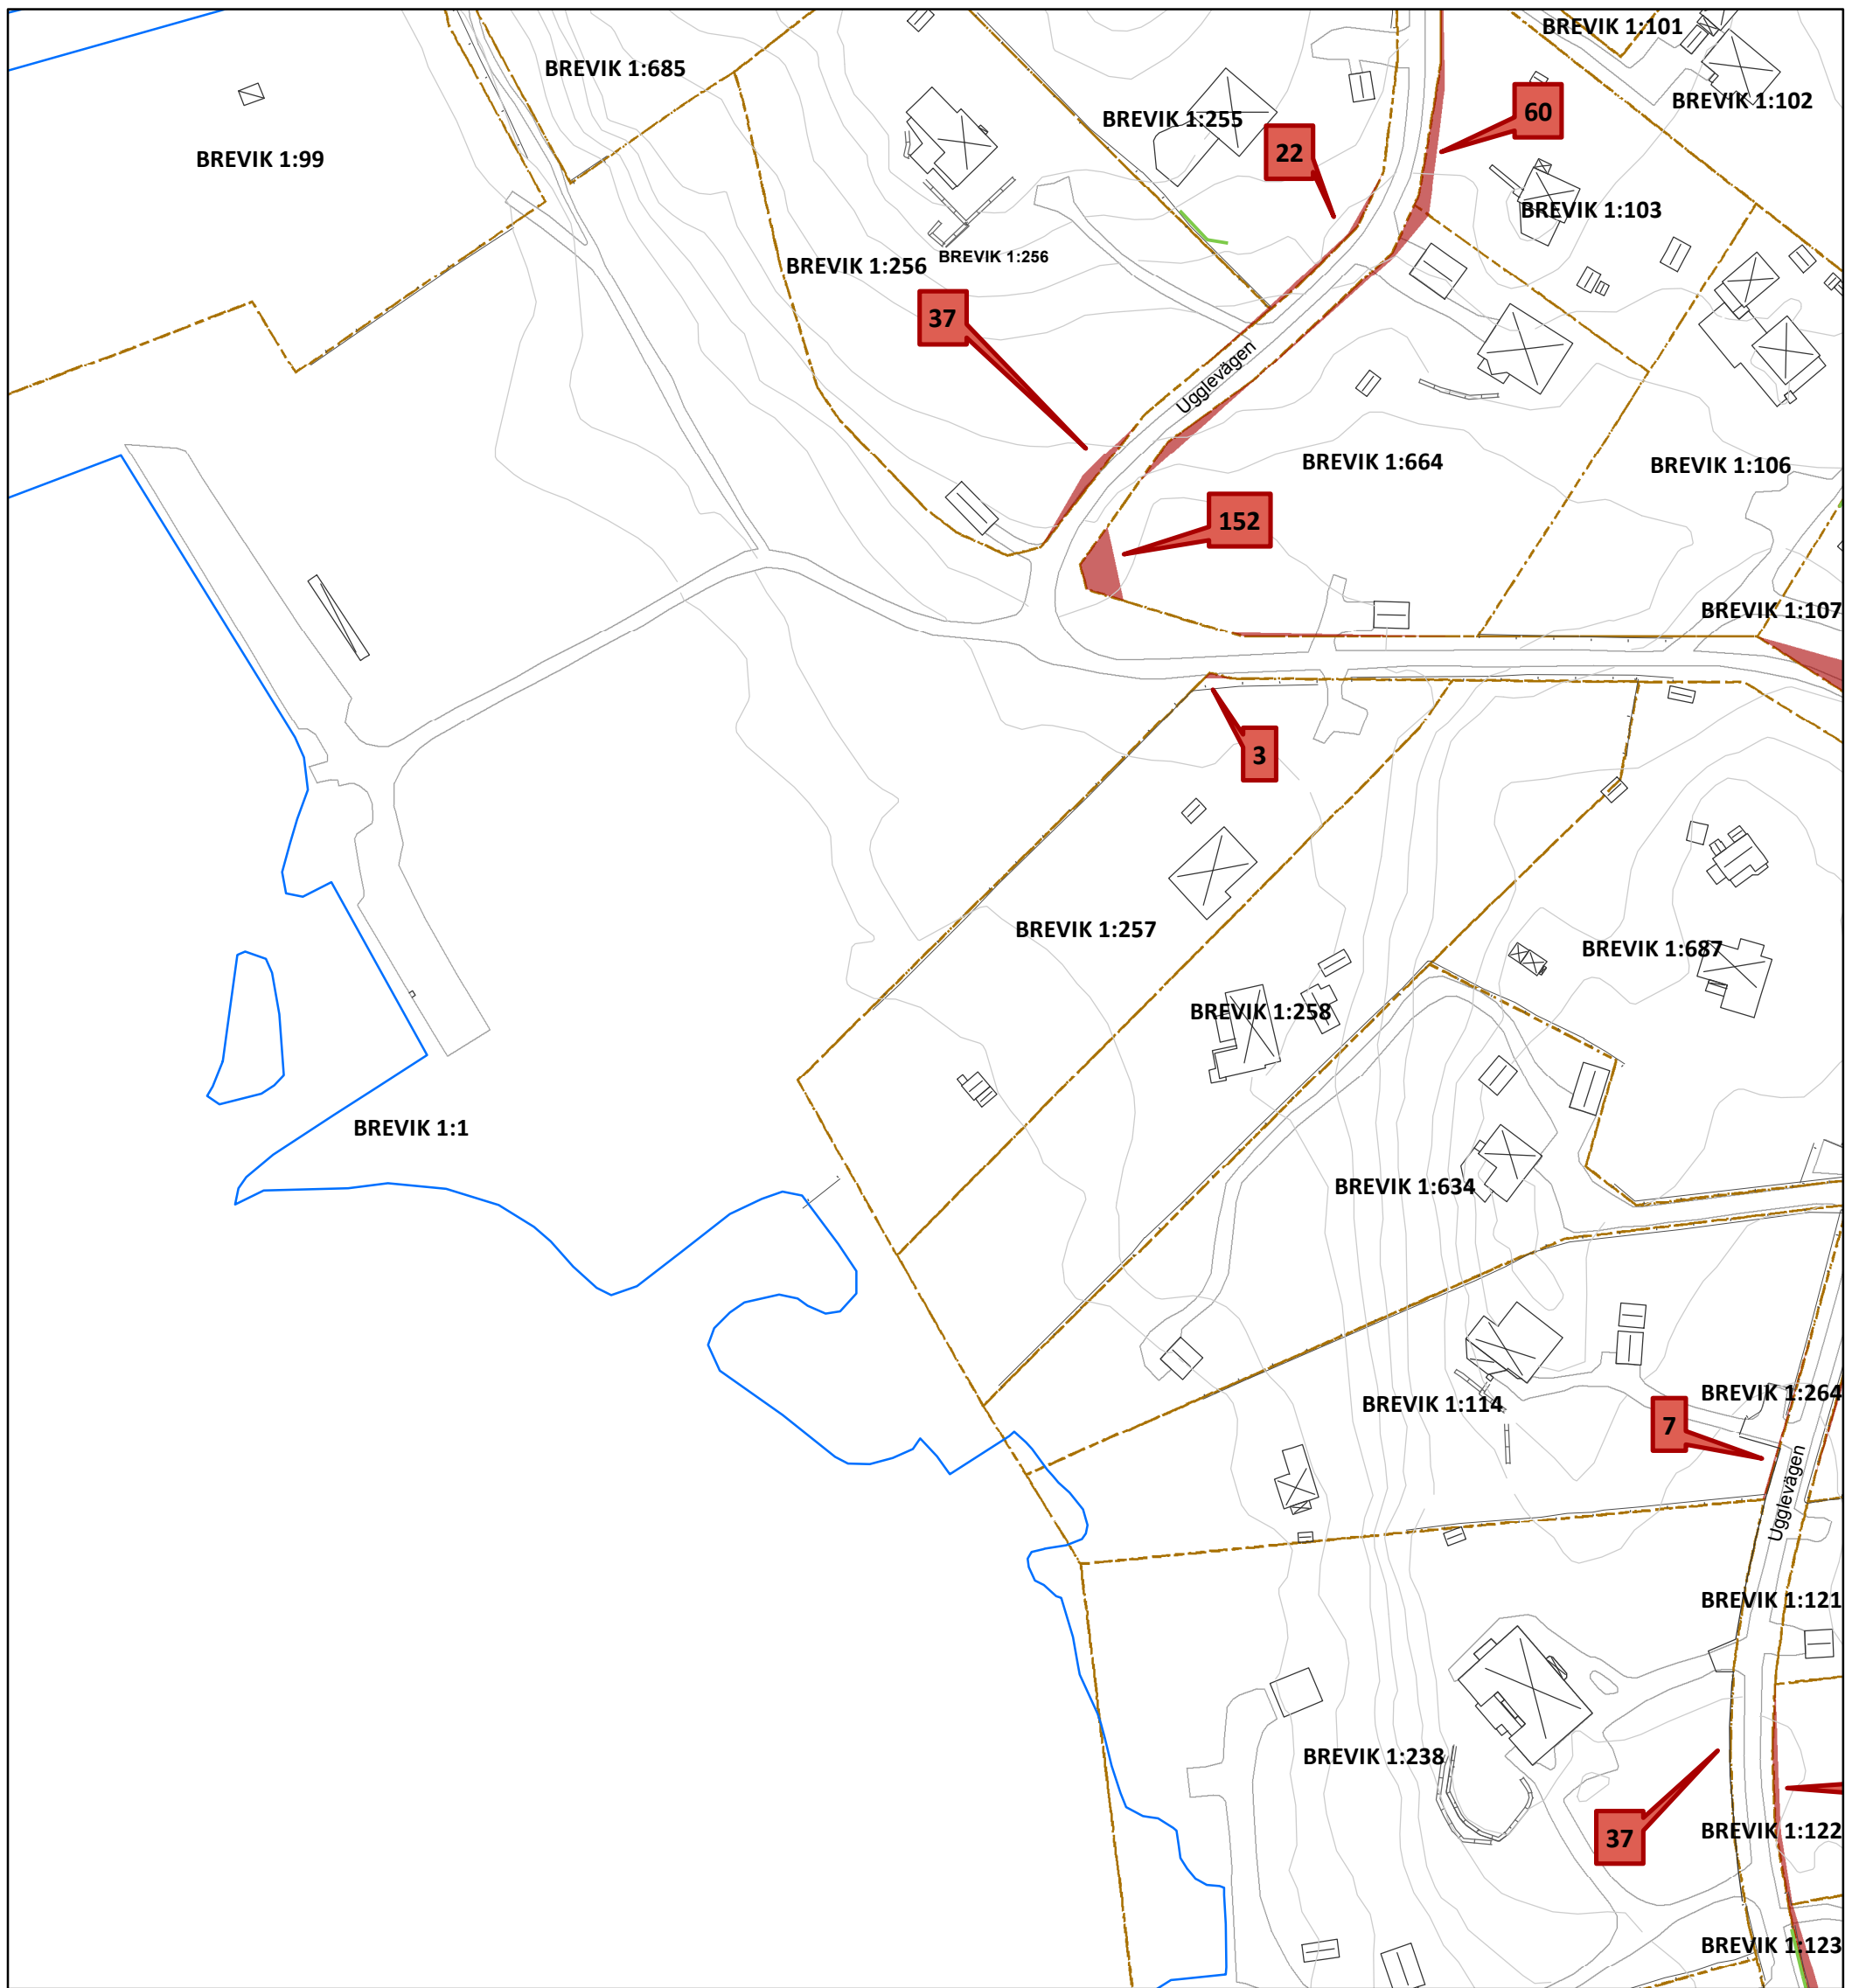 BREVIK 1:101
BREVIK 1:685
BREVIK 1:102
60
BREVIK 1:255
22
BREVIK 1:99
BREVIK 1:103
BREVIK 1:256
BREVIK 1:256
37
Ugglevägen
BREVIK 1:664
BREVIK 1:106
152
BREVIK 1:107
3
BREVIK 1:257
BREVIK 1:687
BREVIK 1:258
BREVIK 1:1
BREVIK 1:634
BREVIK 1:264
BREVIK 1:114
7
Ugglevägen
BREVIK 1:121
BREVIK 1:238
BREVIK 1:122
37
BREVIK 1:123